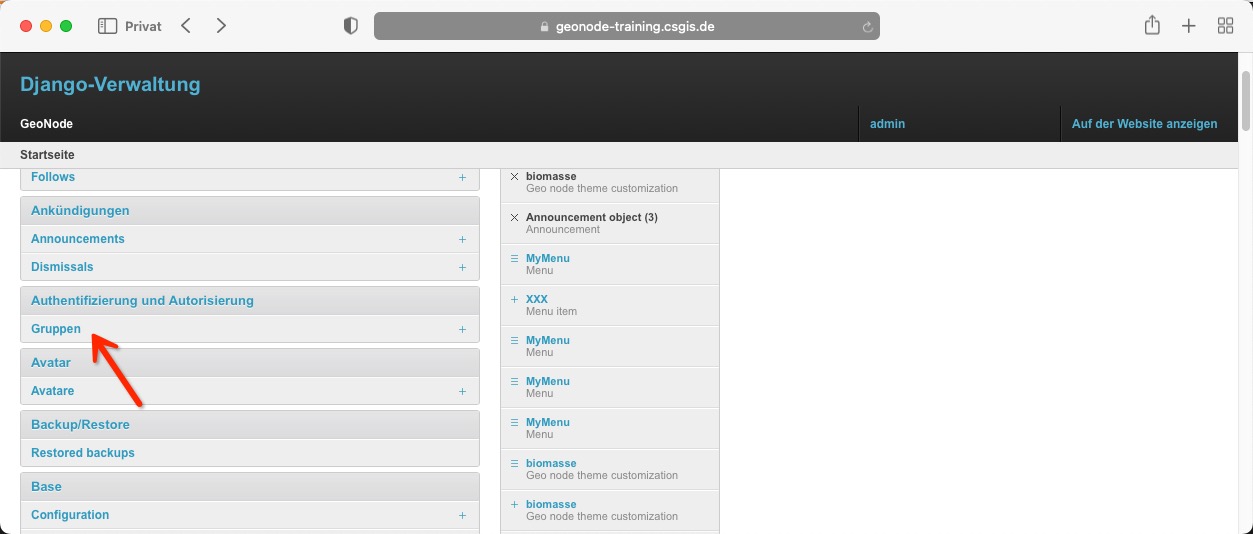 Privat
geonode-training.csgis.de
Django-Verwaltung
GeoNode
admin
Auf der Website anzeigen
Startseite
Follows +
Ankündigungen
Announcements +
Dismissals +
Authentifizierung und Autorisierung
Gruppen +
Avatar
Avatare +
Backup/Restore
Restored backups
Base
Configuration +
biomasse
Geo node theme customization
Announcement object (3)
Announcement
MyMenu
Menu
+ XXX
Menu item
MyMenu
Menu
MyMenu
Menu
MyMenu
Menu
biomasse
Geo node theme customization
+ biomasse
Geo node theme customization